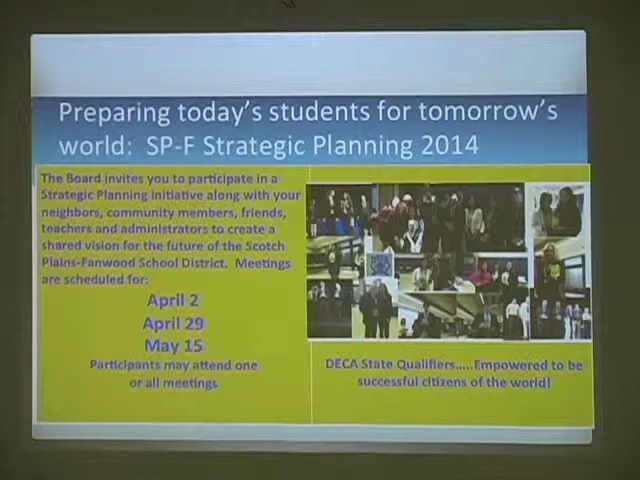 Preparing today's students for tomorrow's
world: SP-F Strategic Planning 2014
The Board invites you to participate in a
Strategic Planning initiative along with your
neighbors, community members, friends,
teachers and administrators to create a
shared vision for the future of the Scotch
Plains-Fanwood School District. Meetings
are scheduled for:
April 2
April 29
May 15
Participants may attend one
or all meetings
DECA State Qualifiers.....Empowered to be
successful citizens of the world!